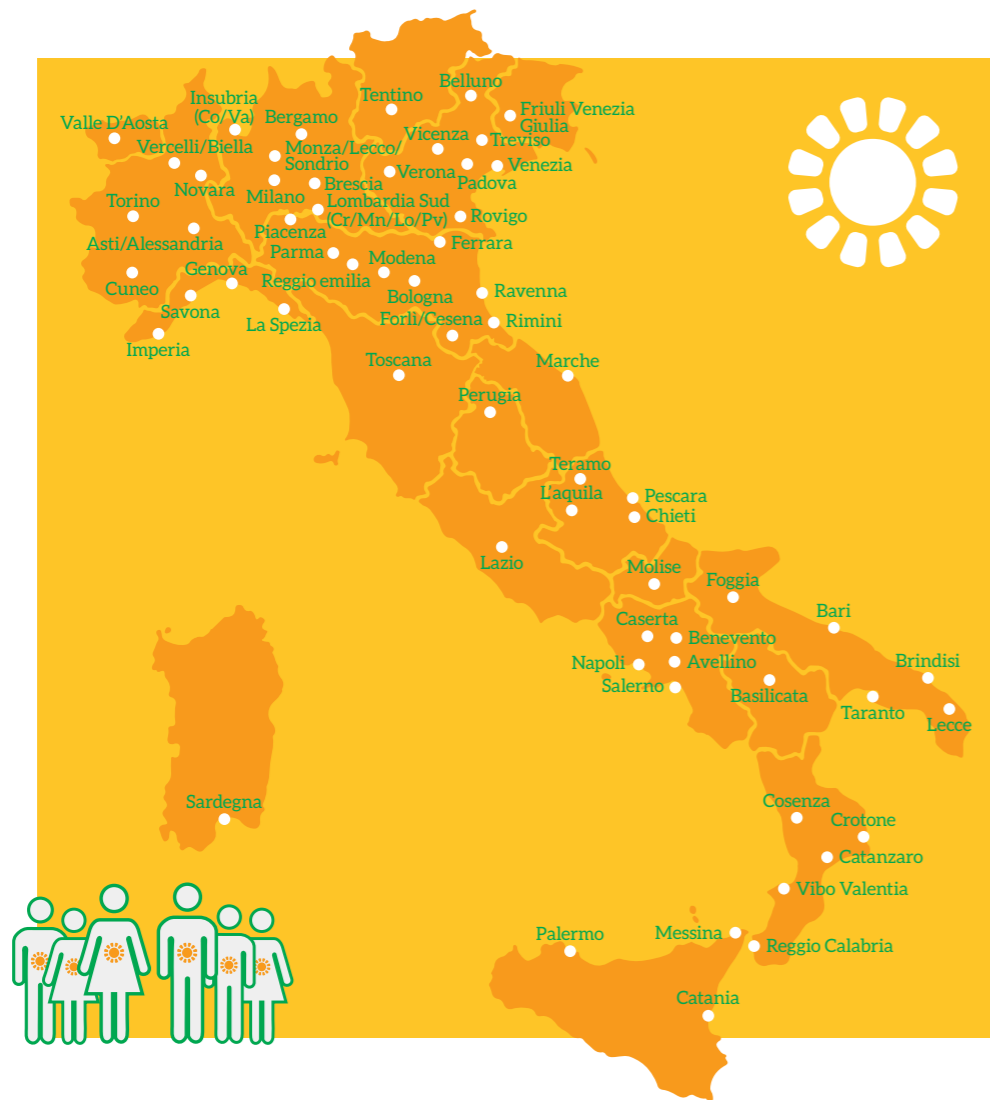 Belluno
Tentino
Insubria
(Co/Va)
Bergamo
Friuli Venezia
Giulia
Valle D'Aosta
Vicenza
Treviso
Vercelli/Biella
Monza/Lecco/
Sondrio
Venezia
Verona
Padova
Novara
Milano
Brescia
Torino
Lombardia Sud
(Cr/Mn/Lo/Pv)
Rovigo
Piacenza
Asti/Alessandria
Ferrara
Parma
Modena
Genova
Reggio emilia
Cuneo
Bologna
Ravenna
Savona
La Spezia
Forlì/Cesena
Rimini
Imperia
Toscana
Marche
Perugia
Teramo
L'aquila
Pescara
Chieti
Lazio
Molise
Foggia
Bari
Caserta
Benevento
Napoli
Avellino
Brindisi
Salerno
Basilicata
Taranto
Lecce
Sardegna
Cosenza
Crotone
Catanzaro
Vibo Valentia
Palermo
Messina
Reggio Calabria
Catania